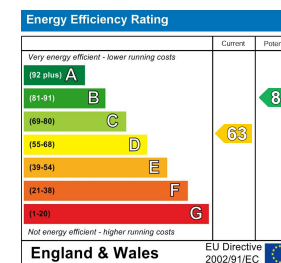 Energy Efficiency Rating
Current
Very energy efficient - lower running costs
(92 plus) A
(81-91) B
(69-80) C
(55-68) D
63
(39-54) E
(21-38) F
(1-20) G
Not energy efficient - higher running costs
England & Wales
EU Directive
2002/91/EC